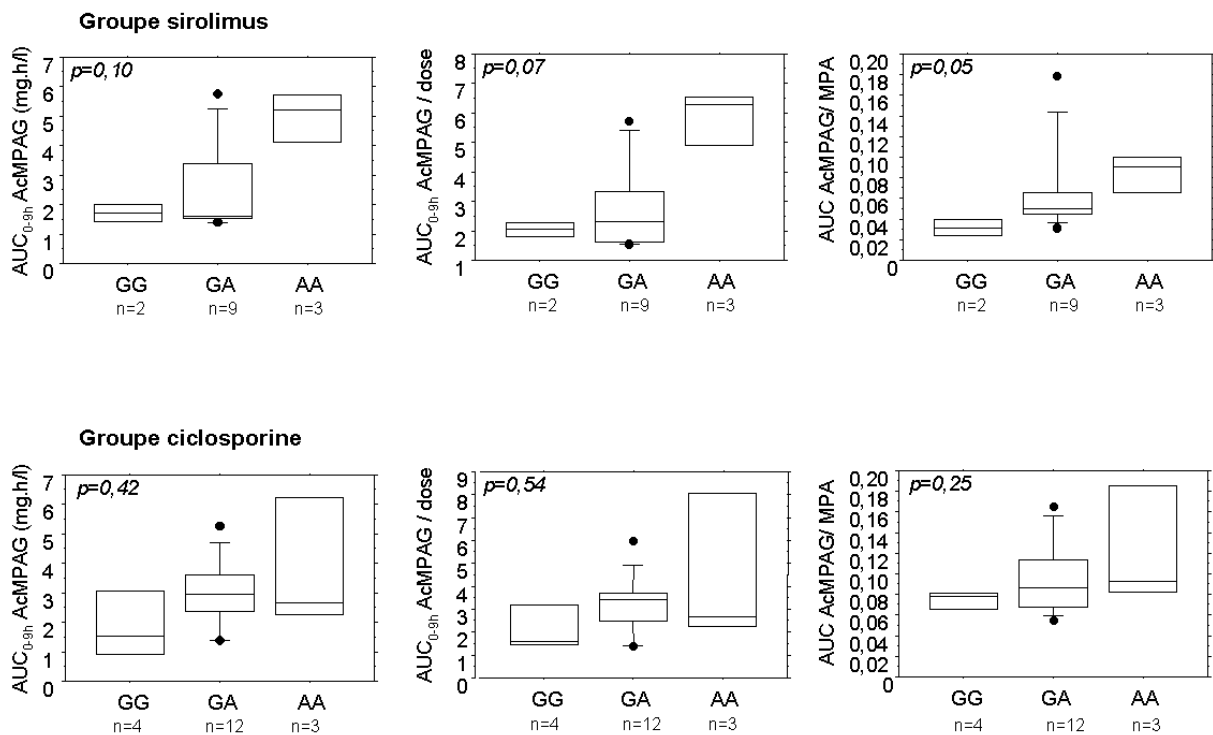 Groupe sirolimus
AUC0-9h AcMPAG (mg.h/l)
7
6
5
4
3
2
1
0
p=0,10
GG GA AA
n=2 n=9 n=3
AUC0-9h AcMPAG / dose
8
7
6
5
4
3
2
1
p=0,07
GG GA AA
n=2 n=9 n=3
AUC AcMPAG/ MPA
0,20
0,18
0,16
0,14
0,12
0,10
0,08
0,06
0,04
0,02
0
p=0,05
GG GA AA
n=2 n=9 n=3
Groupe ciclosporine
AUC0-9h AcMPAG (mg.h/l)
7
6
5
4
3
2
1
0
p=0,42
GG GA AA
n=4 n=12 n=3
AUC0-9h AcMPAG / dose
9
8
7
6
5
4
3
2
1
0
p=0,54
GG GA AA
n=4 n=12 n=3
AUC AcMPAG/ MPA
0,20
0,18
0,16
0,14
0,12
0,10
0,08
0,06
0,04
0,02
0
p=0,25
GG GA AA
n=4 n=12 n=3